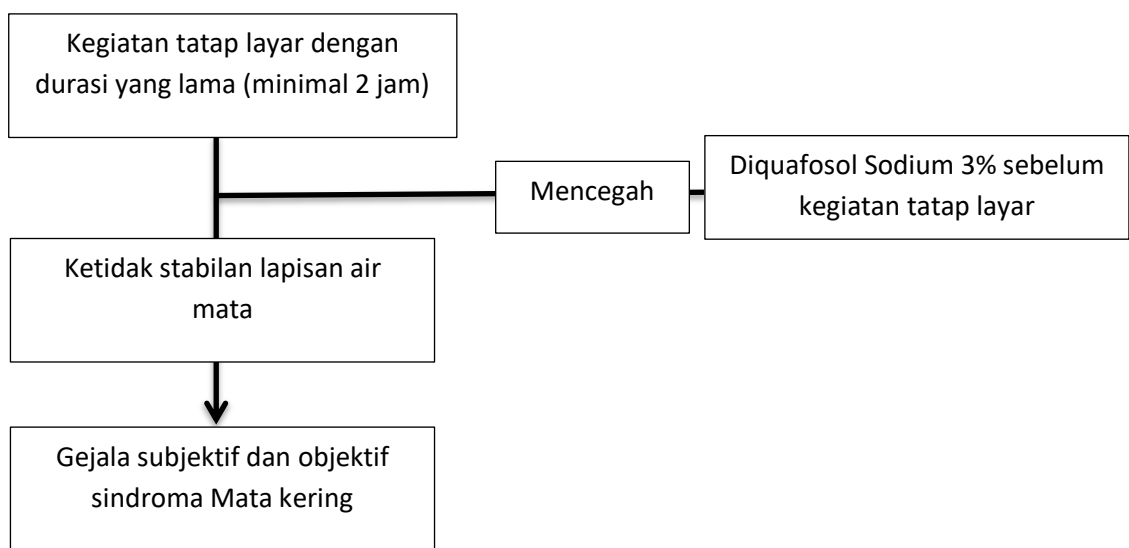 Kegiatan tatap layar dengan
durasi yang lama (minimal 2 jam)
Mencegah
Diquafosol Sodium 3% sebelum
kegiatan tatap layar
Ketidak stabilan lapisan air
mata
Gejala subjektif dan objektif
sindroma Mata kering